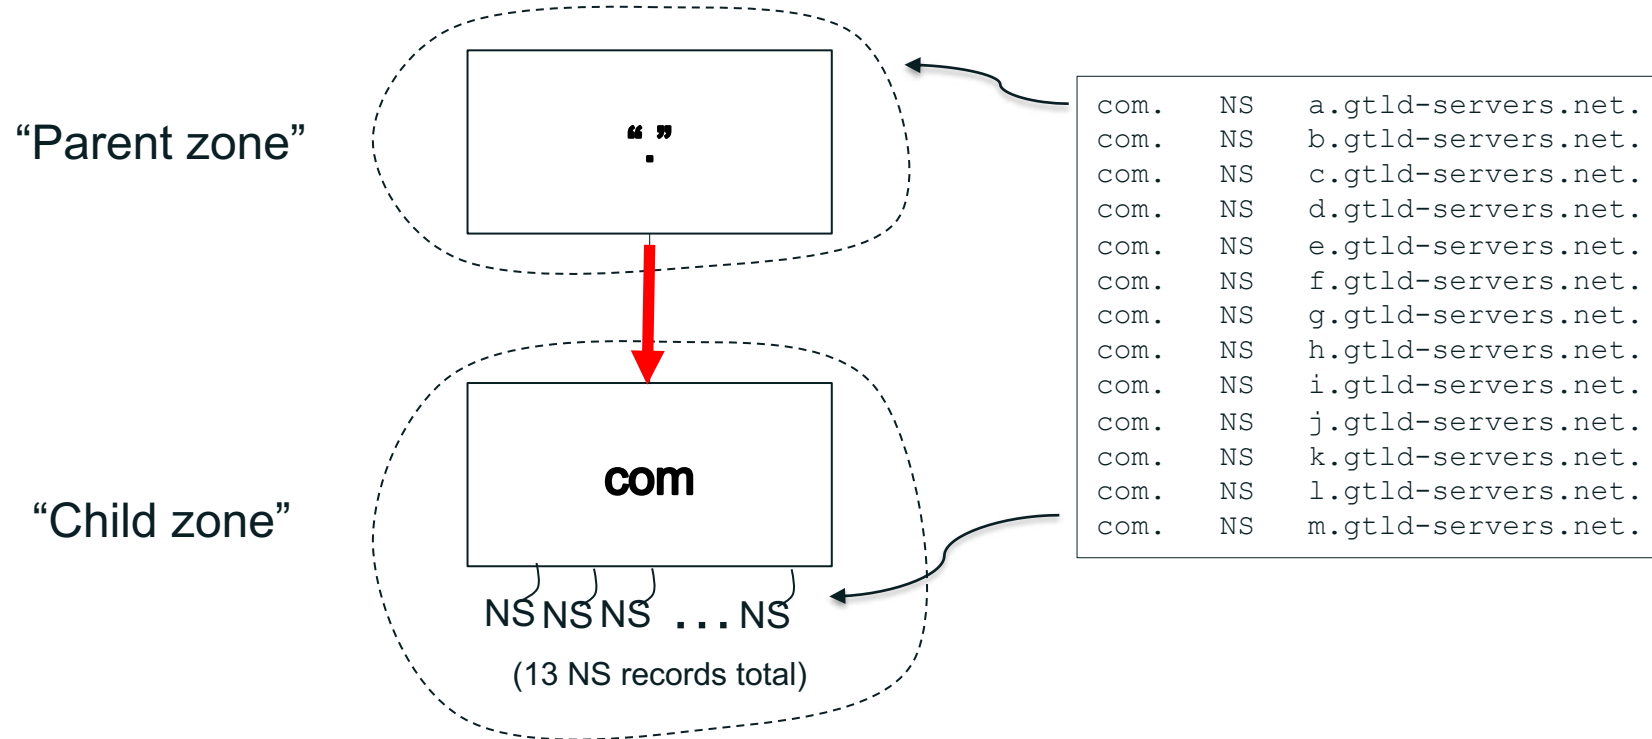 “Parent zone”
“.”
“Child zone”
com
NS NS NS ... NS
(13 NS records total)
com. NS a.gtld-servers.net.
com. NS b.gtld-servers.net.
com. NS c.gtld-servers.net.
com. NS d.gtld-servers.net.
com. NS e.gtld-servers.net.
com. NS f.gtld-servers.net.
com. NS g.gtld-servers.net.
com. NS h.gtld-servers.net.
com. NS i.gtld-servers.net.
com. NS j.gtld-servers.net.
com. NS k.gtld-servers.net.
com. NS l.gtld-servers.net.
com. NS m.gtld-servers.net.